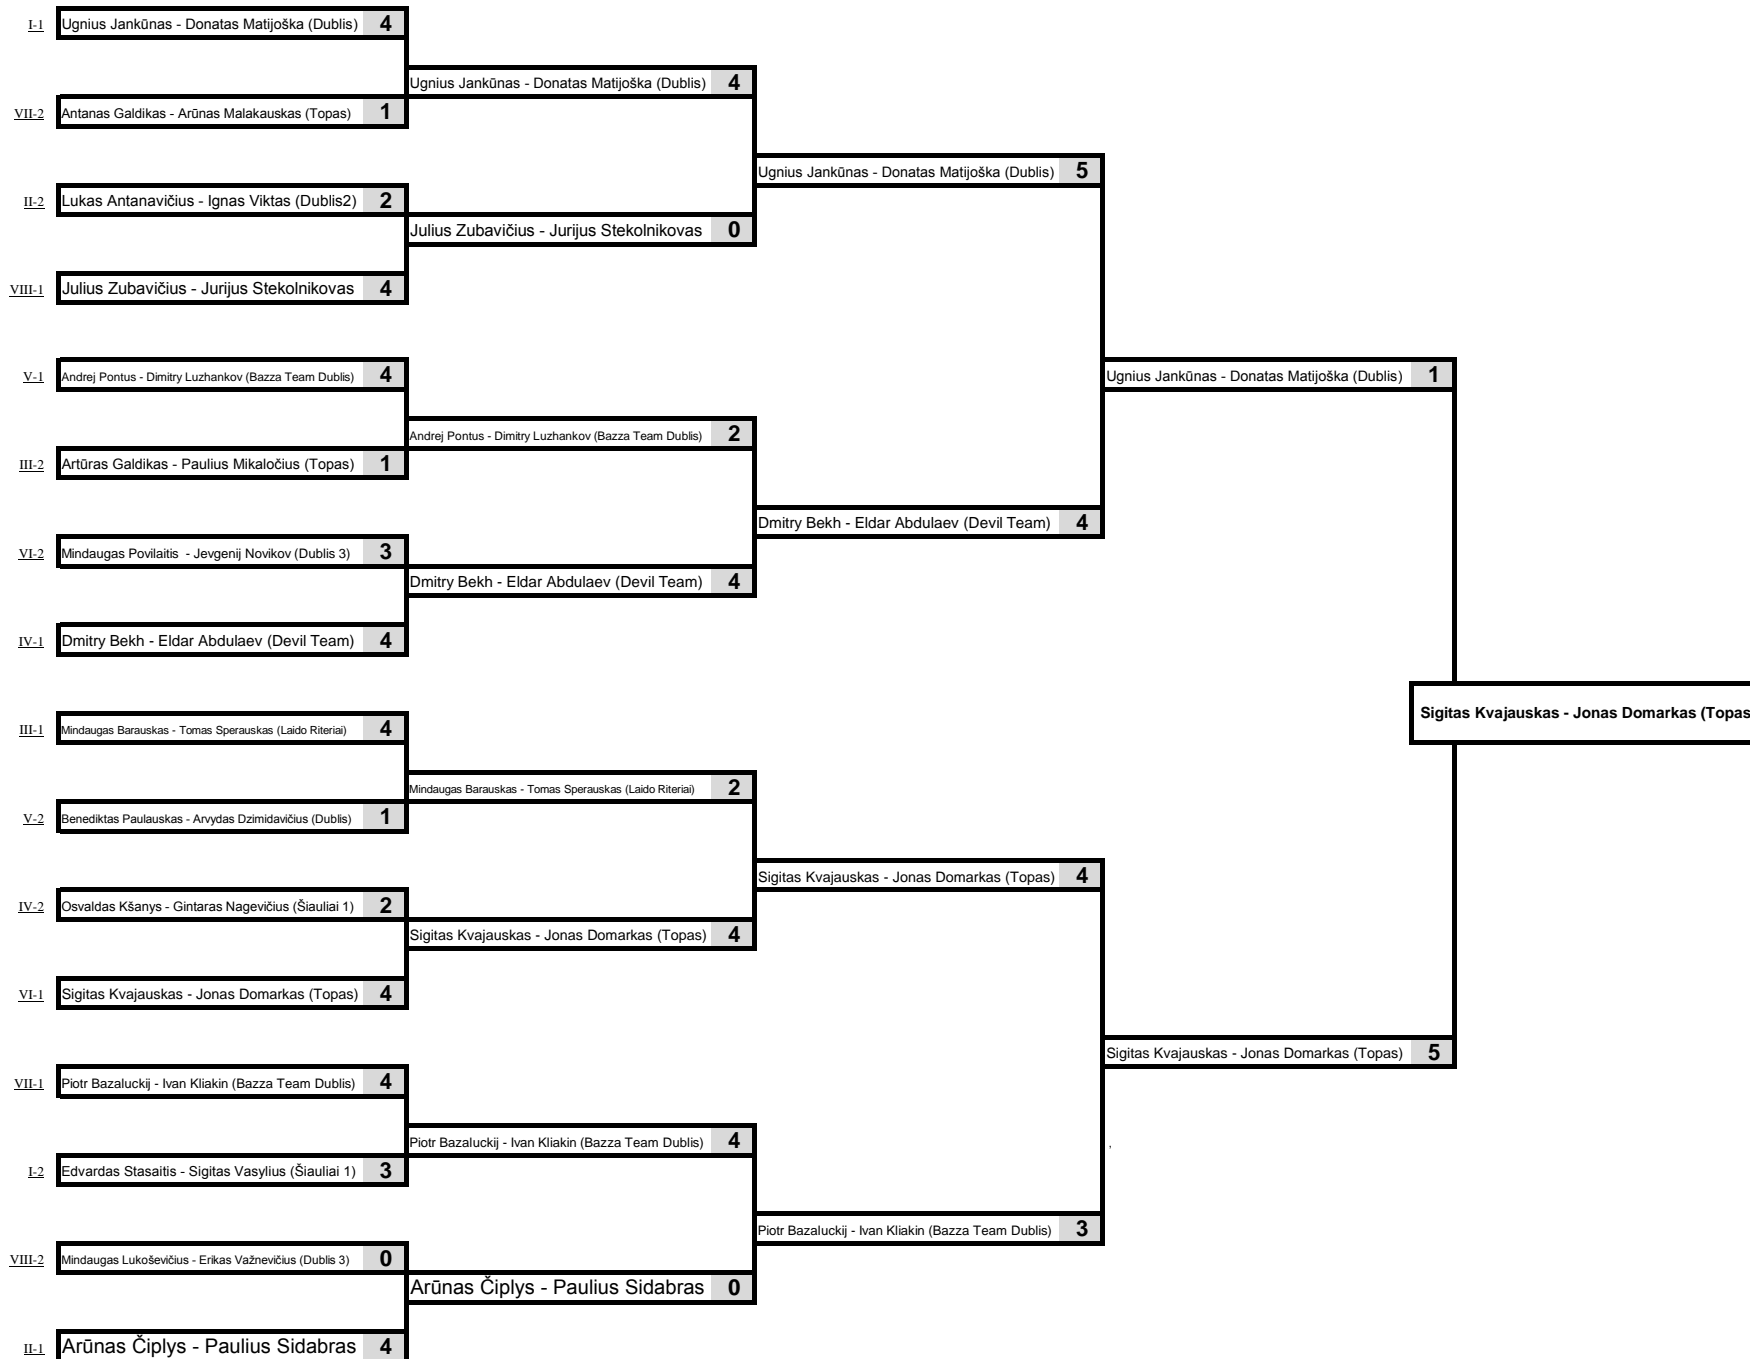 I-1 Ugnius Jankūnas - Donatas Matijoška (Dublis) 4
Ugnius Jankūnas - Donatas Matijoška (Dublis) 4
VII-2 Antanas Galdikas - Arūnas Malakauskas (Topas) 1
Ugnius Jankūnas - Donatas Matijoška (Dublis) 5
II-2 Lukas Antanavičius - Ignas Viktas (Dublis2) 2
Julius Zubavičius - Jurijus Stekolnikovas 0
VIII-1 Julius Zubavičius - Jurijus Stekolnikovas 4
V-1 Andrej Pontus - Dimitry Luzhankov (Bazza Team Dublis) 4
Ugnius Jankūnas - Donatas Matijoška (Dublis) 1
Andrej Pontus - Dimitry Luzhankov (Bazza Team Dublis) 2
III-2 Artūras Galdikas - Paulius Mikaločius (Topas) 1
Dmitry Bekh - Eldar Abdulaev (Devil Team) 4
VI-2 Mindaugas Povilaitis - Jevgenij Novikov (Dublis 3) 3
Dmitry Bekh - Eldar Abdulaev (Devil Team) 4
IV-1 Dmitry Bekh - Eldar Abdulaev (Devil Team) 4
Sigitas Kvajauskas - Jonas Domarkas (Topas
III-1 Mindaugas Barauskas - Tomas Sperauskas (Laido Riteriai) 4
Mindaugas Barauskas - Tomas Sperauskas (Laido Riteriai) 2
V-2 Benediktas Paulauskas - Arvydas Dzimidavičius (Dublis) 1
Sigitas Kvajauskas - Jonas Domarkas (Topas) 4
IV-2 Osvaldas Kšanys - Gintaras Nagevičius (Šiauliai 1) 2
Sigitas Kvajauskas - Jonas Domarkas (Topas) 4
VI-1 Sigitas Kvajauskas - Jonas Domarkas (Topas) 4
Sigitas Kvajauskas - Jonas Domarkas (Topas) 5
VII-1 Piotr Bazaluckij - Ivan Kliakin (Bazza Team Dublis) 4
Piotr Bazaluckij - Ivan Kliakin (Bazza Team Dublis) 4
,
I-2 Edvardas Stasaitis - Sigitas Vasylius (Šiauliai 1) 3
Piotr Bazaluckij - Ivan Kliakin (Bazza Team Dublis) 3
VIII-2 Mindaugas Lukoševičius - Erikas Važnevičius (Dublis 3) 0
Arūnas Čiplys - Paulius Sidabras 0
II-1 Arūnas Čiplys - Paulius Sidabras 4